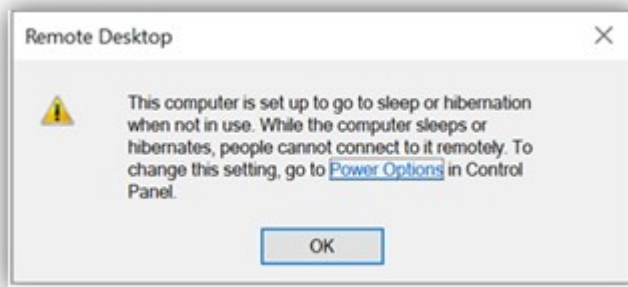 Remote Desktop
This computer is set up to go to sleep or hibernation
when not in use. While the computer sleeps or
hibernates, people cannot connect to it remotely. To
change this setting, go to Power Options in Control
Panel.
OK